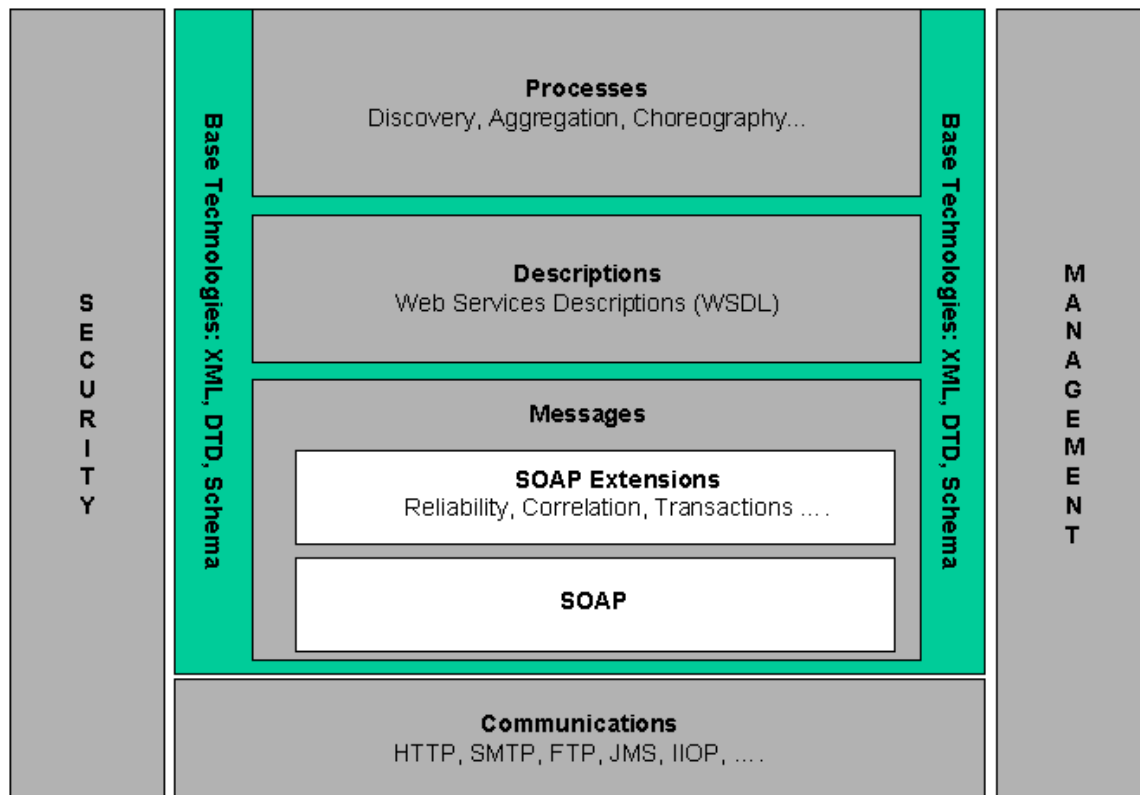 SECURITY
Base Technologies: XML, DTD, Schema
Processes
Discovery, Aggregation, Choreography...
Descriptions
Web Services Descriptions (WSDL)
Messages
SOAP Extensions
Reliability, Correlation, Transactions ....
SOAP
Base Technologies: XML, DTD, Schema
MANAGEMENT
Communications
HTTP, SMTP, FTP, JMS, IIOP, ....